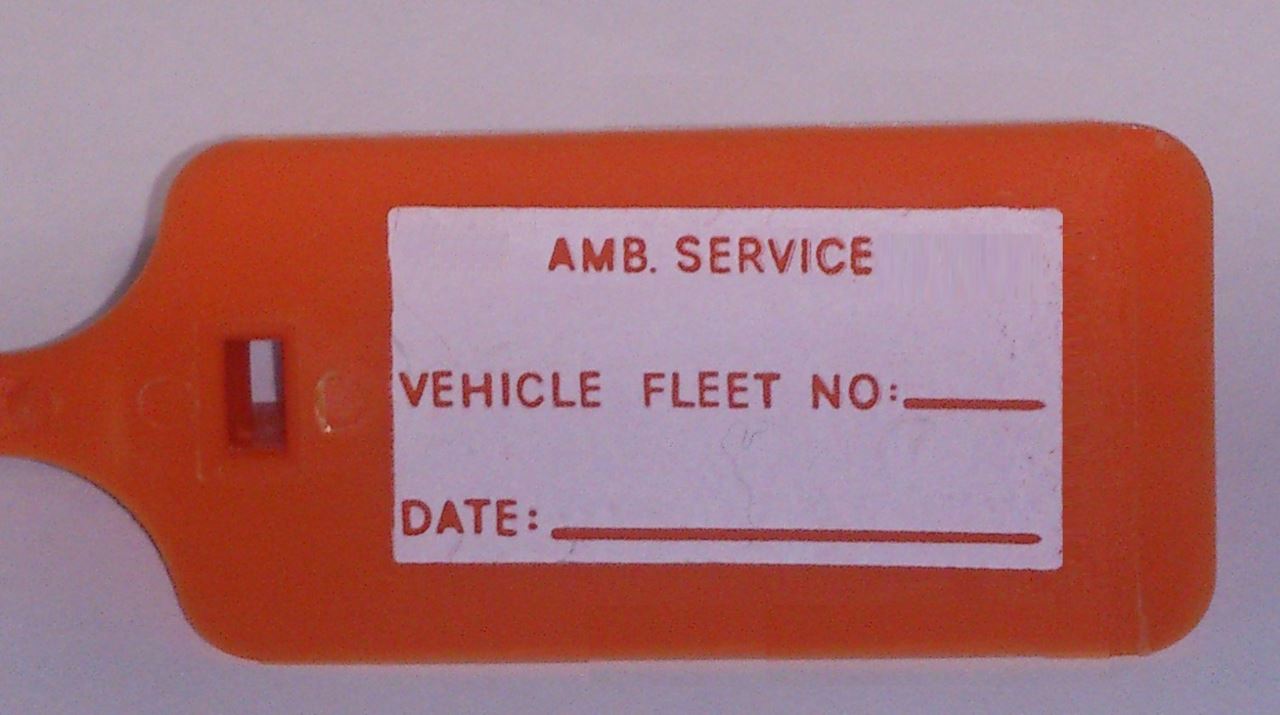 AMB. SERVICE
VEHICLE FLEET NO:
DATE: